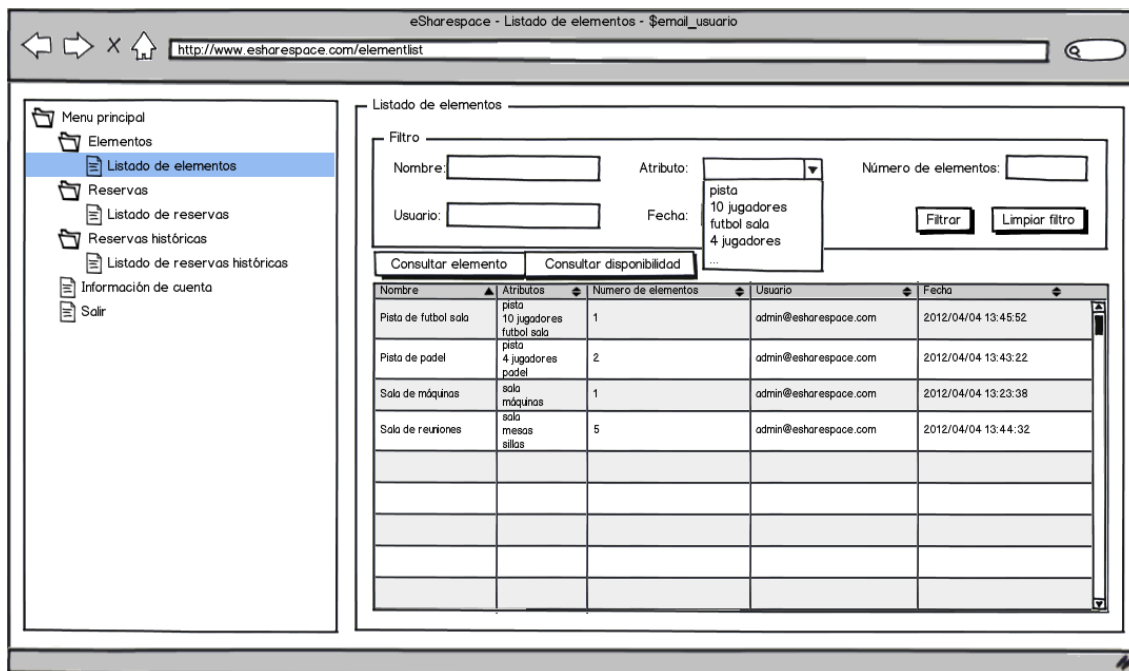 eSharespace - Listado de elementos - $email_usuario
http://www.esharespace.com/elementlist
Menu principal
Elementos
Listado de elementos
Reservas
Listado de reservas
Reservas históricas
Listado de reservas históricas
Información de cuenta
Salir
Listado de elementos
Filtro
Nombre: Atributo: Número de elementos:
pista
10 jugadores
futbol sala
4 jugadores
...
Usuario: Fecha: Filtrar Limpiar filtro
Consultar elemento Consultar disponibilidad
Nombre Atributos Numero de elementos Usuario Fecha
Pista de futbol sala pista 10 jugadores futbol sala 1 admin@esharespace.com 2012/04/04 13:45:52
Pista de padel pista 4 jugadores padel 2 admin@esharespace.com 2012/04/04 13:43:22
Sala de máquinas sala máquinas 1 admin@esharespace.com 2012/04/04 13:23:38
Sala de reuniones sala mesas sillas 5 admin@esharespace.com 2012/04/04 13:44:32